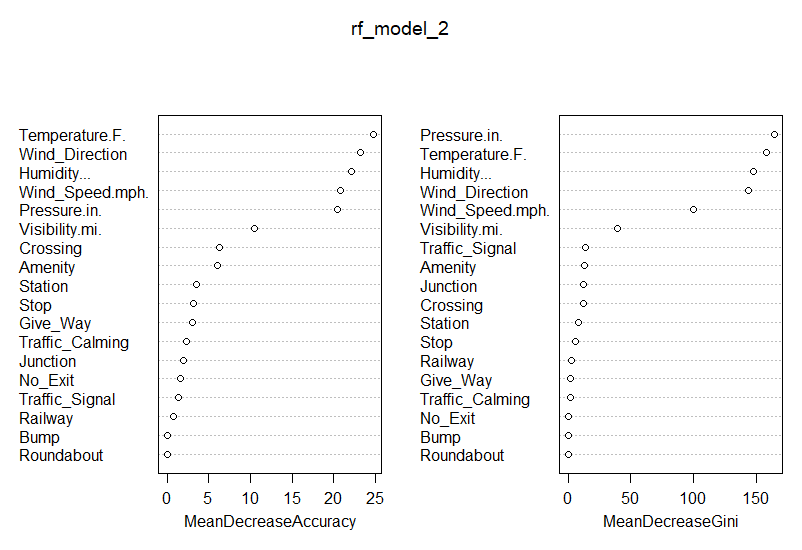 rf_model_2
Temperature.F.
Wind_Direction
Humidity...
Wind_Speed.mph.
Pressure.in.
Visibility.mi.
Crossing
Amenity
Station
Stop
Give_Way
Traffic_Calming
Junction
No_Exit
Traffic_Signal
Railway
Bump
Roundabout
0 5 10 15 20 25
MeanDecreaseAccuracy
Pressure.in.
Temperature.F.
Humidity...
Wind_Direction
Wind_Speed.mph.
Visibility.mi.
Traffic_Signal
Amenity
Junction
Crossing
Station
Stop
Railway
Give_Way
Traffic_Calming
No_Exit
Bump
Roundabout
0 50 100 150
MeanDecreaseGini